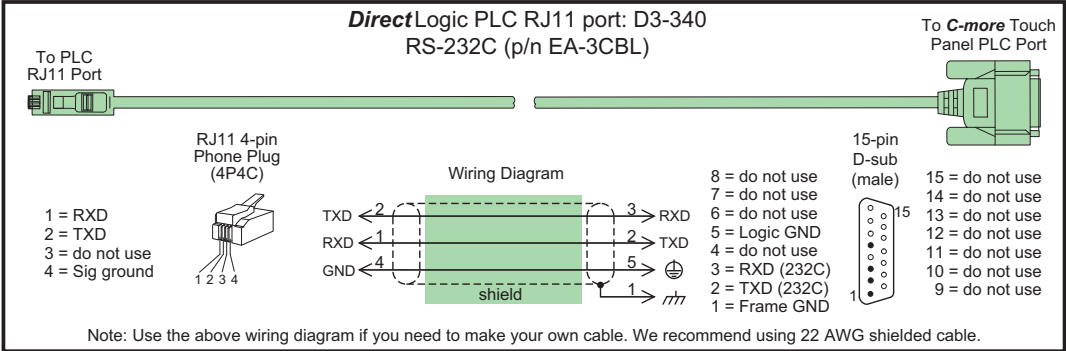 DirectLogic PLC RJ11 port: D3-340
RS-232C (p/n EA-3CBL)
To PLC
RJ11 Port
To C-more Touch
Panel PLC Port
RJ11 4-pin
Phone Plug
(4P4C)
1 = RXD
2 = TXD
3 = do not use
4 = Sig ground
1 2 3 4
Wiring Diagram
TXD 2 3 RXD
RXD 1 2 TXD
GND 4 5
1
shield
8 = do not use
7 = do not use
6 = do not use
5 = Logic GND
4 = do not use
3 = RXD (232C)
2 = TXD (232C)
1 = Frame GND
15-pin
D-sub
(male)
15
1
15 = do not use
14 = do not use
13 = do not use
12 = do not use
11 = do not use
10 = do not use
9 = do not use
Note: Use the above wiring diagram if you need to make your own cable. We recommend using 22 AWG shielded cable.